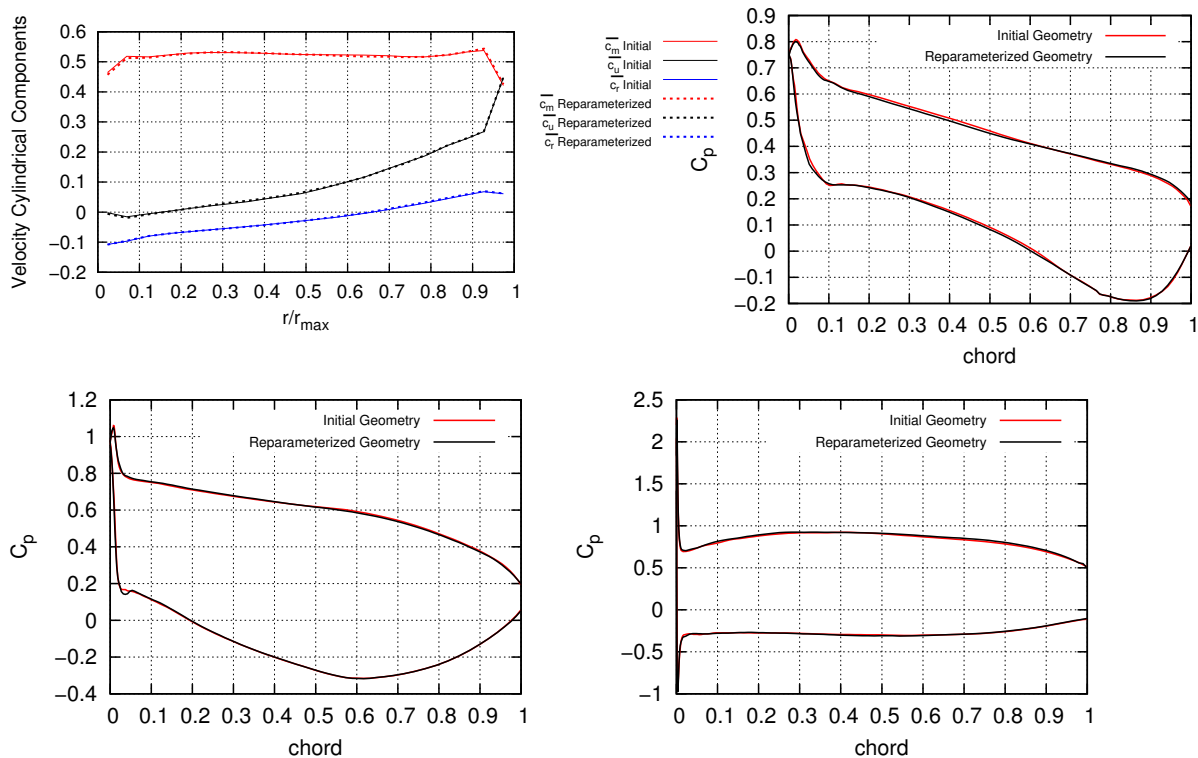 Velocity Cylindrical Components
0.6
0.5
0.4
0.3
0.2
0.1
0
−0.1
−0.2
0 0.1 0.2 0.3 0.4 0.5 0.6 0.7 0.8 0.9 1
r/r_max
c_m Initial
c_u Initial
c_r Initial
c_m Reparameterized
c_u Reparameterized
c_r Reparameterized
C_p
0.9
0.8
0.7
0.6
0.5
0.4
0.3
0.2
0.1
0
−0.1
−0.2
Initial Geometry
Reparameterized Geometry
0 0.1 0.2 0.3 0.4 0.5 0.6 0.7 0.8 0.9 1
chord
C_p
1.2
1
0.8
0.6
0.4
0.2
0
−0.2
−0.4
Initial Geometry
Reparameterized Geometry
0 0.1 0.2 0.3 0.4 0.5 0.6 0.7 0.8 0.9 1
chord
C_p
2.5
2
1.5
1
0.5
0
−0.5
−1
Initial Geometry
Reparameterized Geometry
0 0.1 0.2 0.3 0.4 0.5 0.6 0.7 0.8 0.9 1
chord